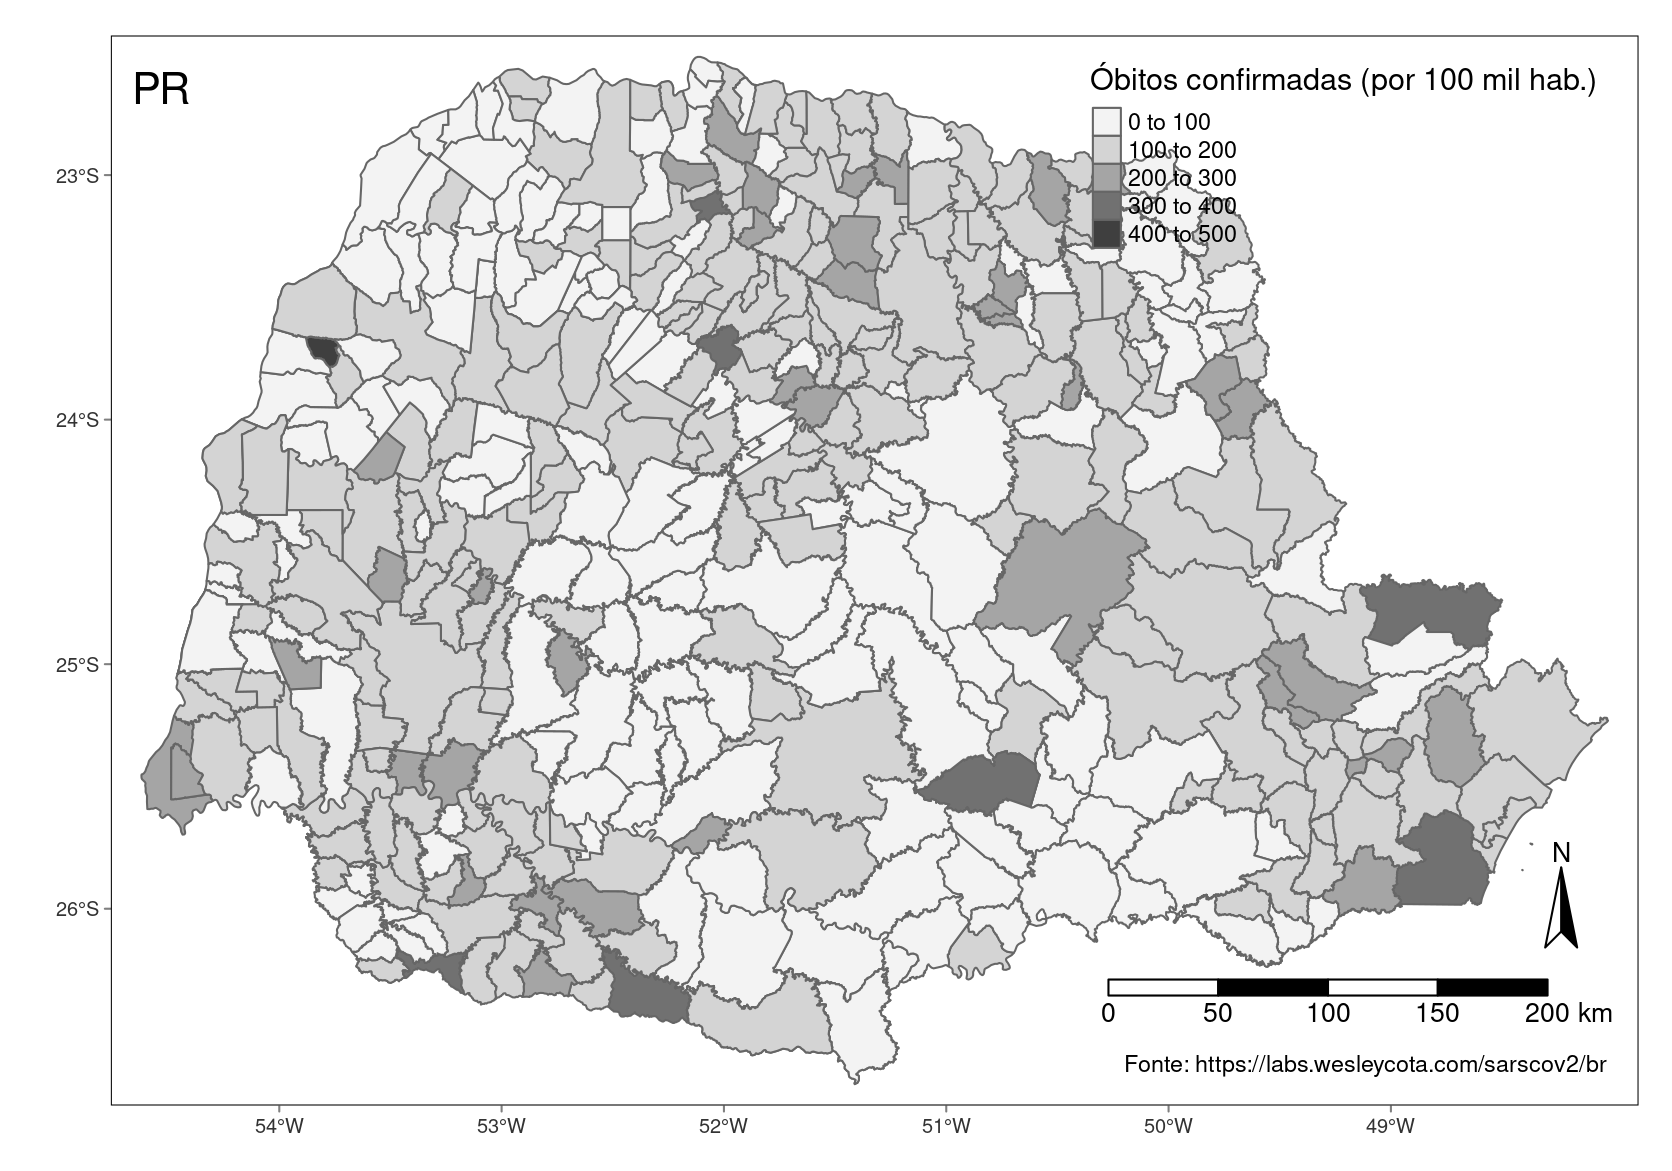 PR
Óbitos confirmadas (por 100 mil hab.)
0 to 100
100 to 200
200 to 300
300 to 400
400 to 500
23°S
24°S
25°S
26°S
N
0 50 100 150 200 km
Fonte: https://labs.wesleycota.com/sarscov2/br
54°W 53°W 52°W 51°W 50°W 49°W